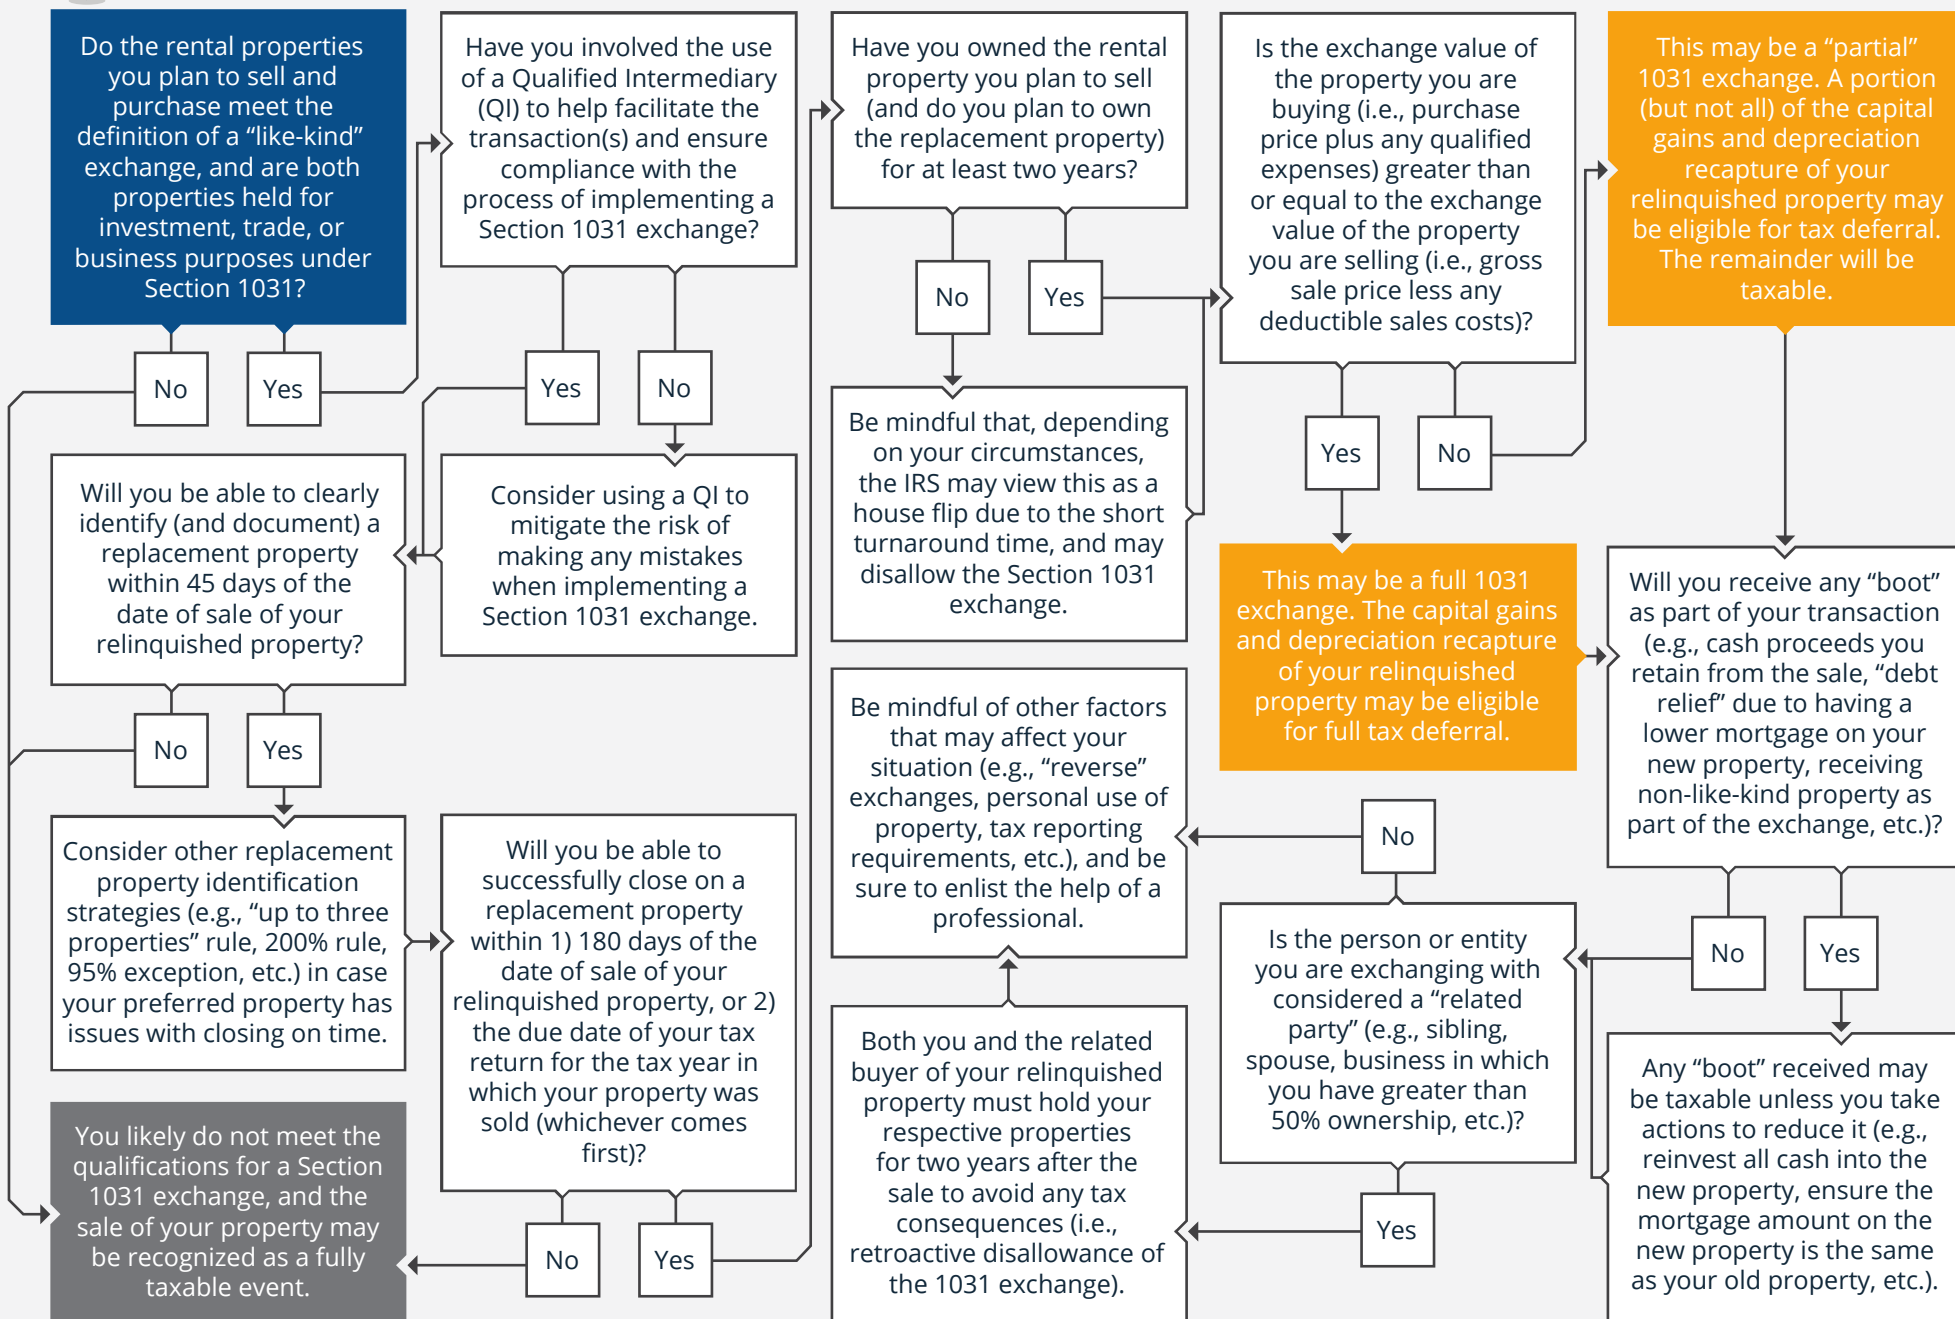 Do the rental properties
you plan to sell and
purchase meet the
definition of a “like-kind”
exchange, and are both
properties held for
investment, trade, or
business purposes under
Section 1031?
No
Yes
Have you involved the use
of a Qualified Intermediary
(QI) to help facilitate the
transaction(s) and ensure
compliance with the
process of implementing a
Section 1031 exchange?
Yes
No
Consider using a QI to
mitigate the risk of
making any mistakes
when implementing a
Section 1031 exchange.
Will you be able to clearly
identify (and document) a
replacement property
within 45 days of the
date of sale of your
relinquished property?
No
Yes
Consider other replacement
property identification
strategies (e.g., “up to three
properties” rule, 200% rule,
95% exception, etc.) in case
your preferred property has
issues with closing on time.
Will you be able to
successfully close on a
replacement property
within 1) 180 days of the
date of sale of your
relinquished property, or 2)
the due date of your tax
return for the tax year in
which your property was
sold (whichever comes
first)?
No
Yes
You likely do not meet the
qualifications for a Section
1031 exchange, and the
sale of your property may
be recognized as a fully
taxable event.
Have you owned the rental
property you plan to sell
(and do you plan to own
the replacement property)
for at least two years?
No
Yes
Be mindful that, depending
on your circumstances,
the IRS may view this as a
house flip due to the short
turnaround time, and may
disallow the Section 1031
exchange.
Is the exchange value of
the property you are
buying (i.e., purchase
price plus any qualified
expenses) greater than
or equal to the exchange
value of the property
you are selling (i.e., gross
sale price less any
deductible sales costs)?
Yes
No
This may be a full 1031
exchange. The capital gains
and depreciation recapture
of your relinquished
property may be eligible
for full tax deferral.
This may be a “partial”
1031 exchange. A portion
(but not all) of the capital
gains and depreciation
recapture of your
relinquished property may
be eligible for tax deferral.
The remainder will be
taxable.
Will you receive any “boot”
as part of your transaction
(e.g., cash proceeds you
retain from the sale, “debt
relief” due to having a
lower mortgage on your
new property, receiving
non-like-kind property as
part of the exchange, etc.)?
No
Yes
Any “boot” received may
be taxable unless you take
actions to reduce it (e.g.,
reinvest all cash into the
new property, ensure the
mortgage amount on the
new property is the same
as your old property, etc.).
Is the person or entity
you are exchanging with
considered a “related
party” (e.g., sibling,
spouse, business in which
you have greater than
50% ownership, etc.)?
No
Yes
Both you and the related
buyer of your relinquished
property must hold your
respective properties
for two years after the
sale to avoid any tax
consequences (i.e.,
retroactive disallowance of
the 1031 exchange).
Be mindful of other factors
that may affect your
situation (e.g., “reverse”
exchanges, personal use of
property, tax reporting
requirements, etc.), and be
sure to enlist the help of a
professional.